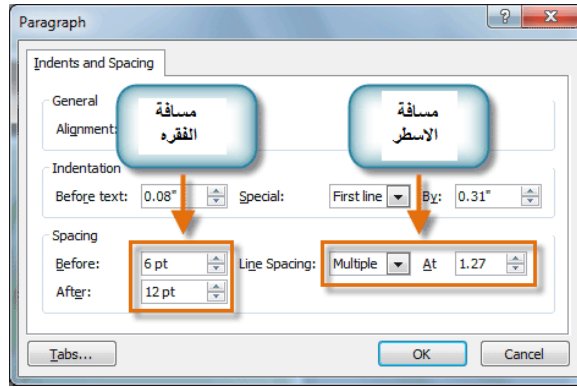 Paragraph
Indents and Spacing
General
Alignment:
مسافة
الفقره
مسافة
الاسطر
Indentation
Before text: 0.08" Special: First line By: 0.31"
Spacing
Before: 6 pt Line Spacing: Multiple At 1.27
After: 12 pt
Tabs... OK Cancel